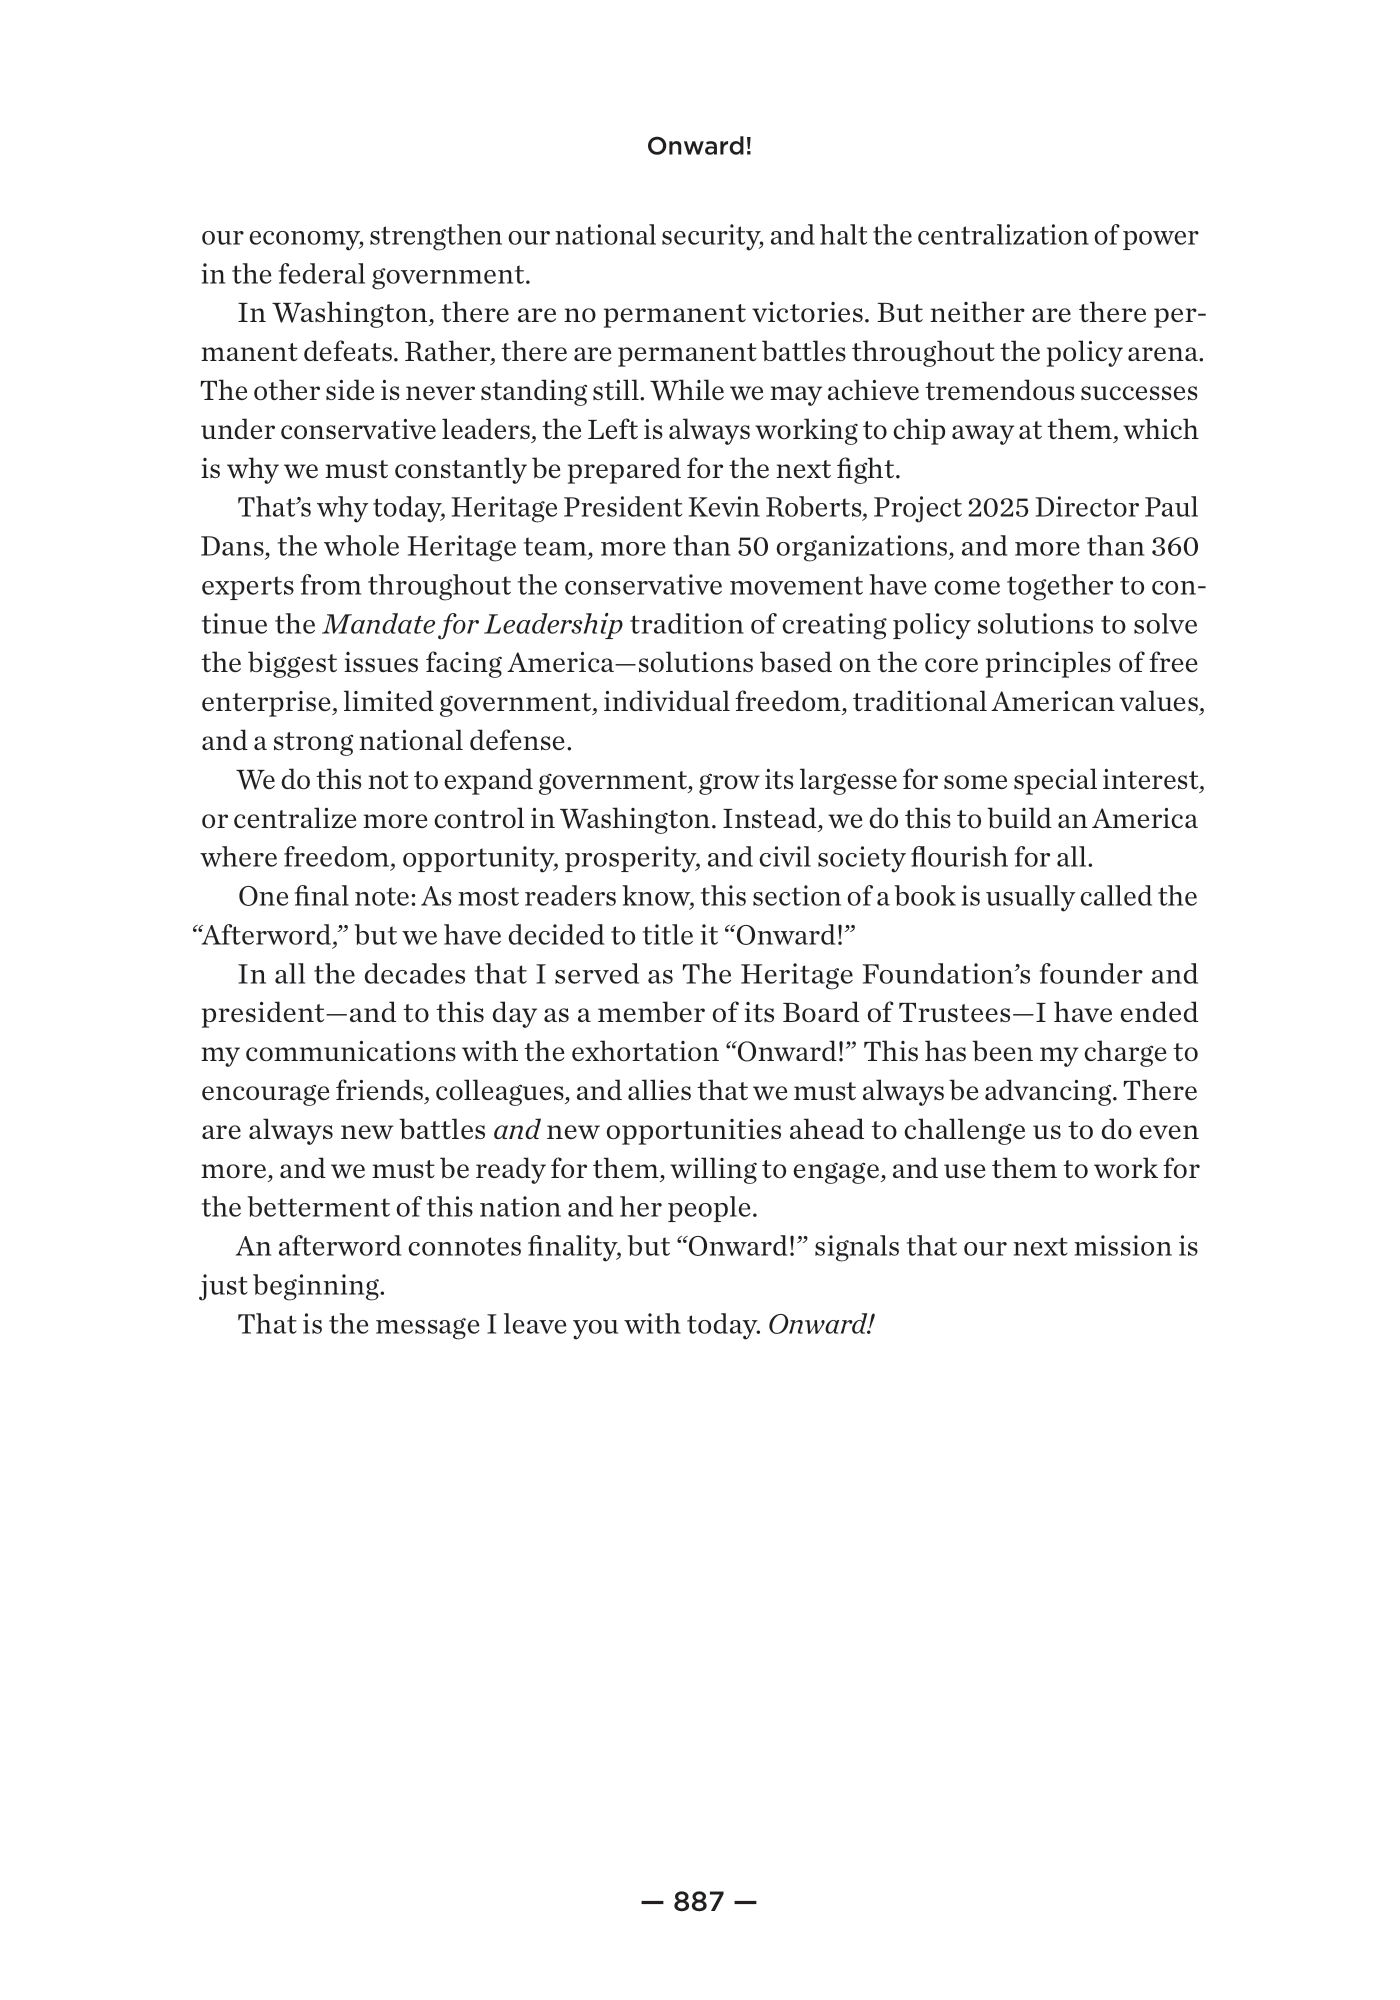 Onward!
our economy, strengthen our national security, and halt the centralization of power
in the federal government.
In Washington, there are no permanent victories. But neither are there per-
manent defeats. Rather, there are permanent battles throughout the policy arena.
The other side is never standing still. While we may achieve tremendous successes
under conservative leaders, the Left is always working to chip away at them, which
is why we must constantly be prepared for the next fight.
That’s why today, Heritage President Kevin Roberts, Project 2025 Director Paul
Dans, the whole Heritage team, more than 50 organizations, and more than 360
experts from throughout the conservative movement have come together to con-
tinue the Mandate for Leadership tradition of creating policy solutions to solve
the biggest issues facing America—solutions based on the core principles of free
enterprise, limited government, individual freedom, traditional American values,
and a strong national defense.
We do this not to expand government, grow its largesse for some special interest,
or centralize more control in Washington. Instead, we do this to build an America
where freedom, opportunity, prosperity, and civil society flourish for all.
One final note: As most readers know, this section of a book is usually called the
“Afterword,” but we have decided to title it “Onward!”
In all the decades that I served as The Heritage Foundation’s founder and
president—and to this day as a member of its Board of Trustees—I have ended
my communications with the exhortation “Onward!” This has been my charge to
encourage friends, colleagues, and allies that we must always be advancing. There
are always new battles and new opportunities ahead to challenge us to do even
more, and we must be ready for them, willing to engage, and use them to work for
the betterment of this nation and her people.
An afterword connotes finality, but “Onward!” signals that our next mission is
just beginning.
That is the message I leave you with today. Onward!
— 887 —